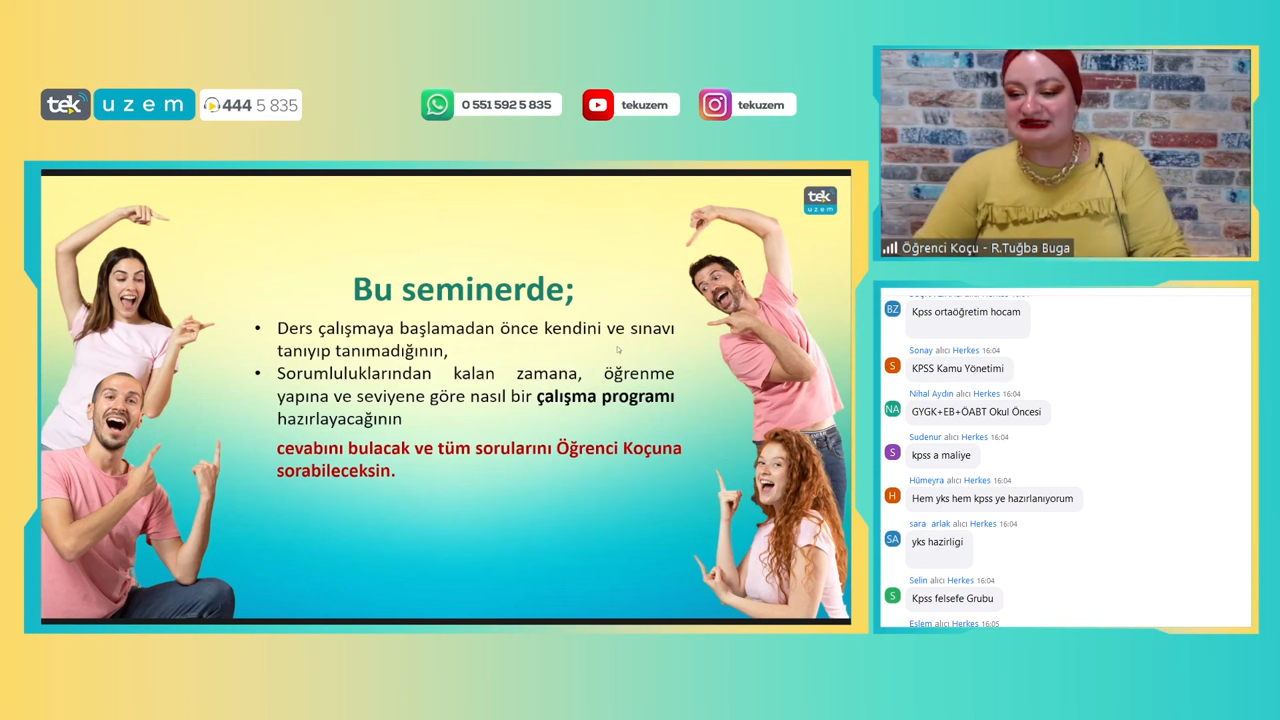 tek uzem 444 5 835
0 551 592 5 835
tekuzem
tekuzem
tek
uzem
Bu seminerde;
• Ders çalışmaya başlamadan önce kendini ve sınavı
tanıyıp tanımadığının,
• Sorumluluklarından kalan zamana, öğrenme
yapına ve seviyene göre nasıl bir çalışma programı
hazırlayacağının
cevabını bulacak ve tüm sorularını Öğrenci Koçuna
sorabileceksin.
Öğrenci Koçu - R.Tuğba Buga
BZ
Kpss ortaöğretim hocam
Sonay alıcı Herkes 16:04
S
KPSS Kamu Yönetimi
Nihal Aydın alıcı Herkes 16:04
NA
GYGK+EB+ÖABT Okul Öncesi
Sudenur alıcı Herkes 16:04
S
kpss a maliye
Hümeyra alıcı Herkes 16:04
H
Hem yks hem kpss ye hazırlanıyorum
sara arlak alıcı Herkes 16:04
SA
yks hazirligi
Selin alıcı Herkes 16:04
S
Kpss felsefe Grubu
Eslem alıcı Herkes 16:05